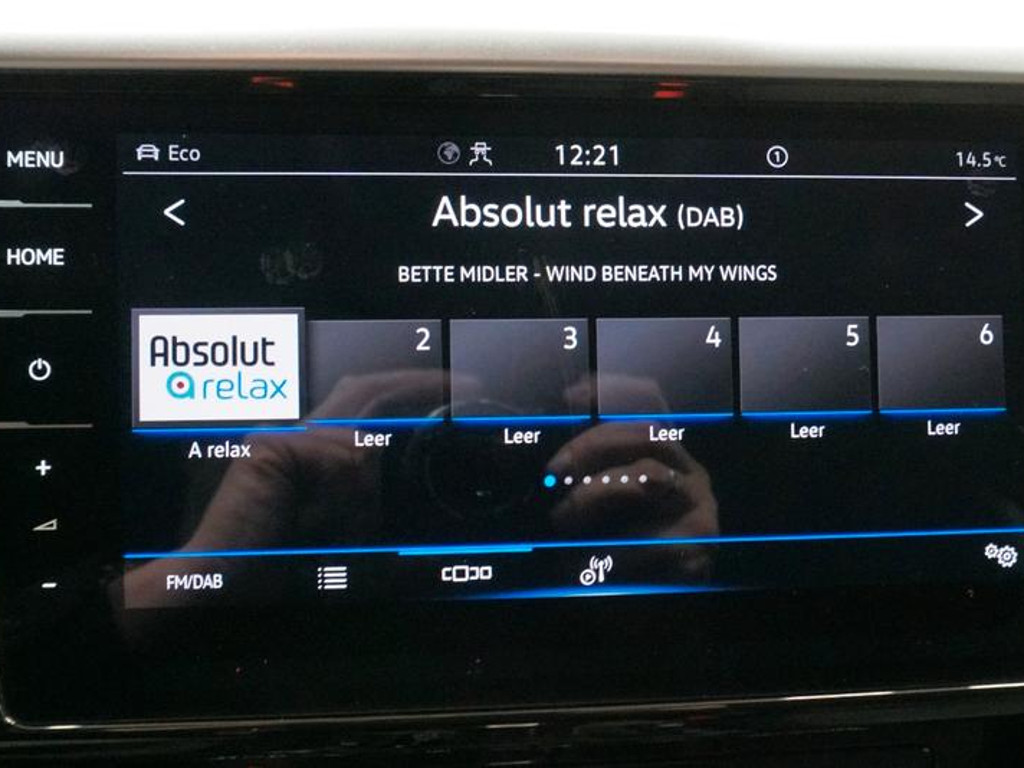 MENU
HOME
Eco
12:21
1
14.5°C
Absolut relax (DAB)
BETTE MIDLER - WIND BENEATH MY WINGS
Absolut
relax
2
3
4
5
6
A relax
Leer
Leer
Leer
Leer
Leer
FM/DAB